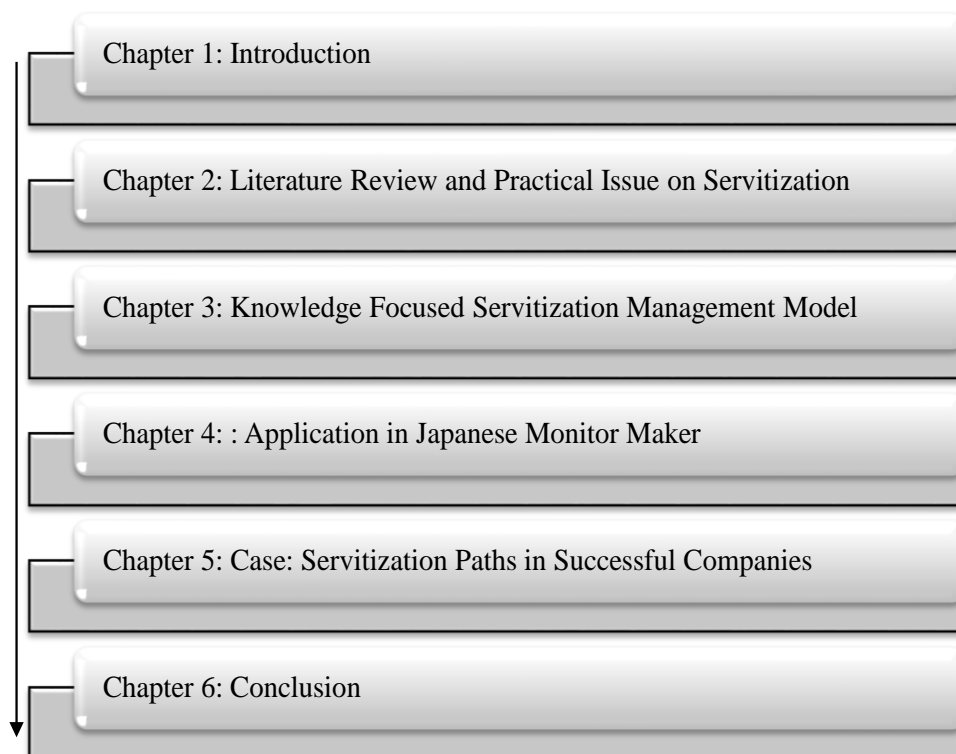 Chapter 1: Introduction
Chapter 2: Literature Review and Practical Issue on Servitization
Chapter 3: Knowledge Focused Servitization Management Model
Chapter 4: : Application in Japanese Monitor Maker
Chapter 5: Case: Servitization Paths in Successful Companies
Chapter 6: Conclusion